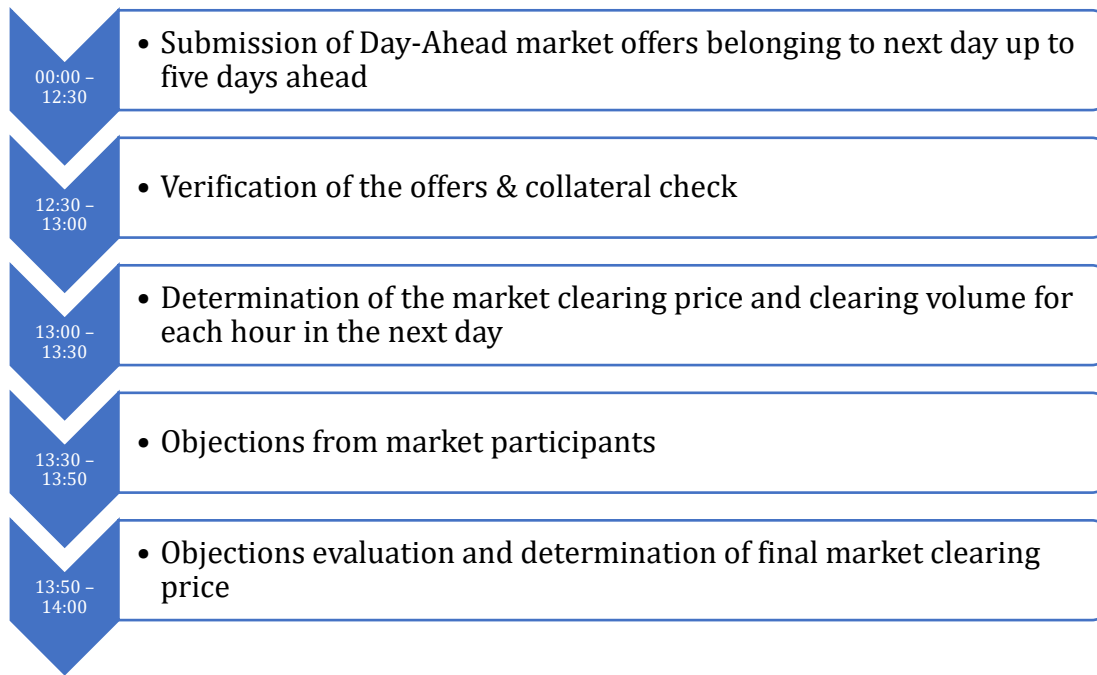 00:00 –
12:30
• Submission of Day-Ahead market offers belonging to next day up to
five days ahead
12:30 –
13:00
• Verification of the offers & collateral check
13:00 –
13:30
• Determination of the market clearing price and clearing volume for
each hour in the next day
13:30 –
13:50
• Objections from market participants
13:50 –
14:00
• Objections evaluation and determination of final market clearing
price